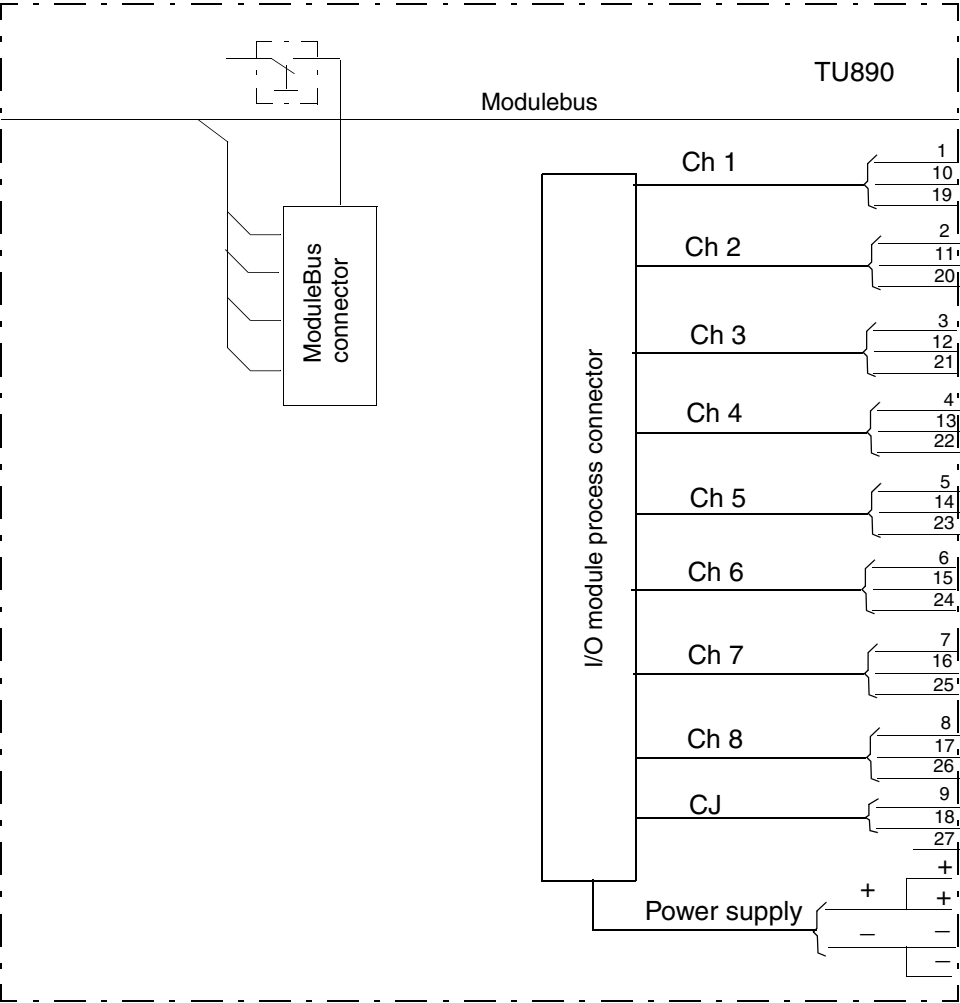 TU890
Modulebus
ModuleBus
connector
I/O module process connector
Ch 1
1
10
19
Ch 2
2
11
20
Ch 3
3
12
21
Ch 4
4
13
22
Ch 5
5
14
23
Ch 6
6
15
24
Ch 7
7
16
25
Ch 8
8
17
26
CJ
9
18
27
+
+ +
Power supply
– –
–